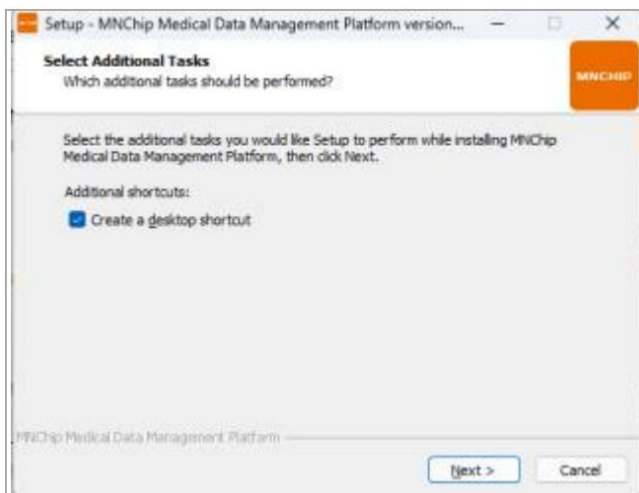 Setup - MNChip Medical Data Management Platform version...
Select Additional Tasks
Which additional tasks should be performed?
MNCHIP
Select the additional tasks you would like Setup to perform while installing MNChip
Medical Data Management Platform, then click Next.
Additional shortcuts:
Create a desktop shortcut
MNChip Medical Data Management Platform
Next >
Cancel